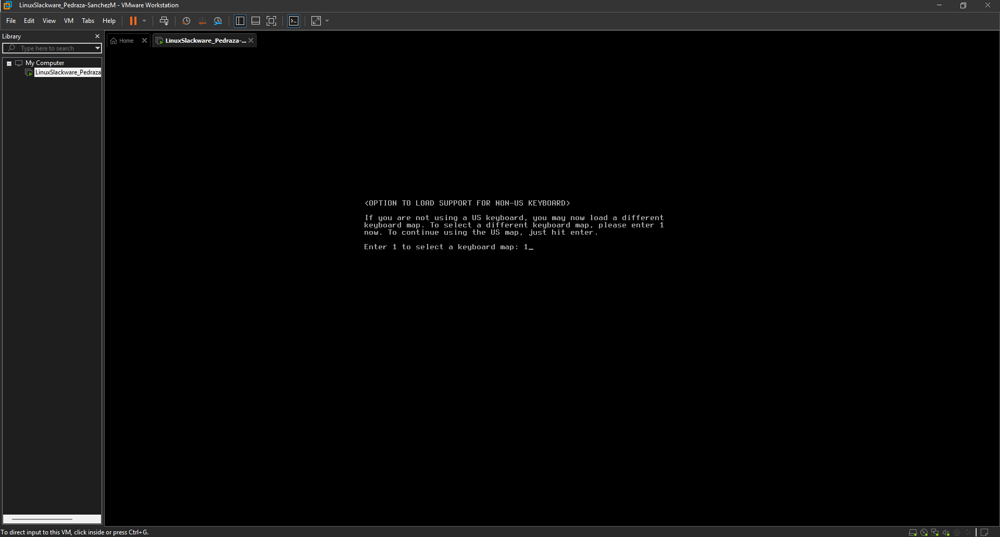 LinuxSlackware_Pedraza-SanchezM - VMware Workstation
File Edit View VM Tabs Help
Library
Home LinuxSlackware_Pedraza-...
Type here to search
My Computer
LinuxSlackware_Pedraza
<OPTION TO LOAD SUPPORT FOR NON-US KEYBOARD>
If you are not using a US keyboard, you may now load a different
keyboard map. To select a different keyboard map, please enter 1
now. To continue using the US map, just hit enter.
Enter 1 to select a keyboard map: 1_
To direct input to this VM, click inside or press Ctrl+G.